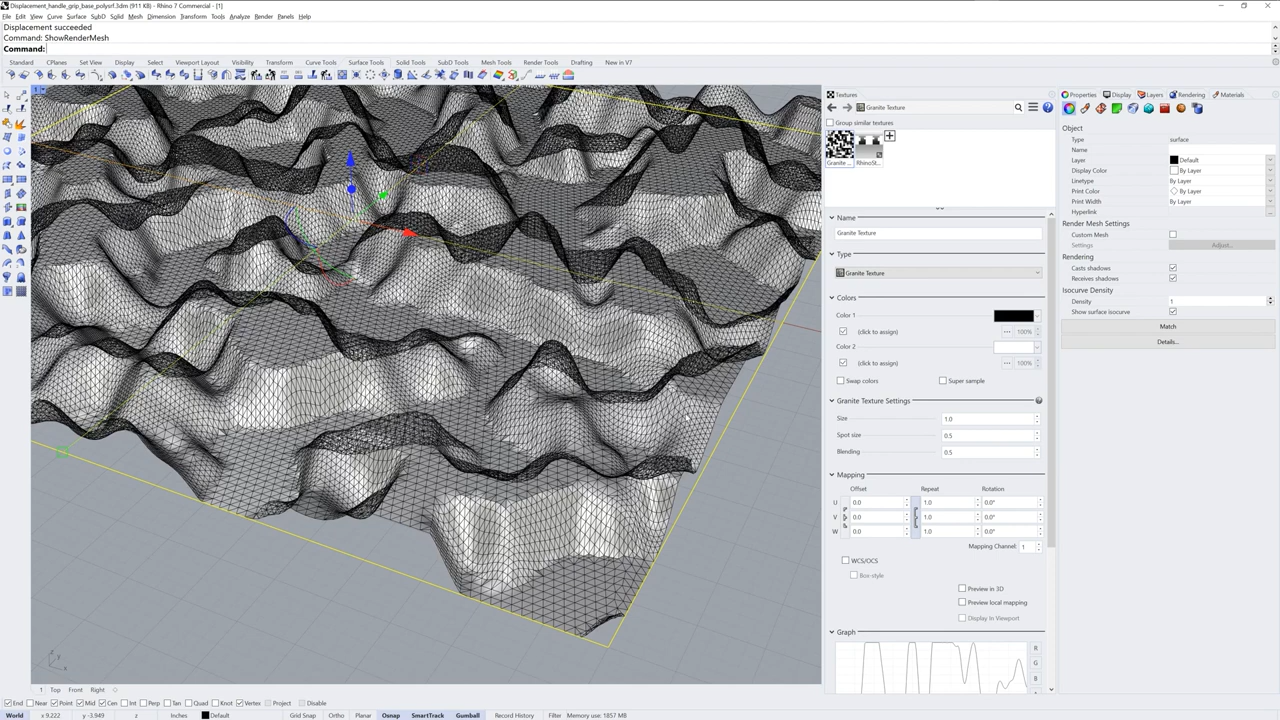 Displacement_handle_grip_base_polysrf.3dm (911 KB) - Rhino 7 Commercial - [1]
File Edit View Curve Surface SubD Solid Mesh Dimension Transform Tools Analyze Render Panels Help
Displacement succeeded
Command: ShowRenderMesh
Command:
Standard CPlanes Set View Display Select Viewport Layout Visibility Transform Curve Tools Surface Tools Solid Tools SubD Tools Mesh Tools Render Tools Drafting New in V7
1
Textures
Granite Texture
Group similar textures
Granite ... RhinoSt...
Name
Granite Texture
Type
Granite Texture
Colors
Color 1
(click to assign) ... 100%
Color 2
(click to assign) ... 100%
Swap colors Super sample
Granite Texture Settings
Size 1.0
Spot size 0.5
Blending 0.5
Mapping
Offset Repeat Rotation
U 0.0 1.0 0.0°
V 0.0 1.0 0.0°
W 0.0 1.0 0.0°
Mapping Channel: 1
WCS/OCS
Box-style
Preview in 3D
Preview local mapping
Display in Viewport
Graph
R
G
B
Properties Display Layers Rendering Materials
Object
Type surface
Name
Layer Default
Display Color By Layer
Linetype By Layer
Print Color By Layer
Print Width By Layer
Hyperlink ...
Render Mesh Settings
Custom Mesh
Settings Adjust...
Rendering
Casts shadows
Receives shadows
Isocurve Density
Density 1
Show surface isocurve
Match
Details...
z
y
x
1 Top Front Right
End Near Point Mid Cen Int Perp Tan Quad Knot Vertex Project Disable
World x 9.222 y -3.949 z Inches Default Grid Snap Ortho Planar Osnap SmartTrack Gumball Record History Filter Memory use: 1857 MB